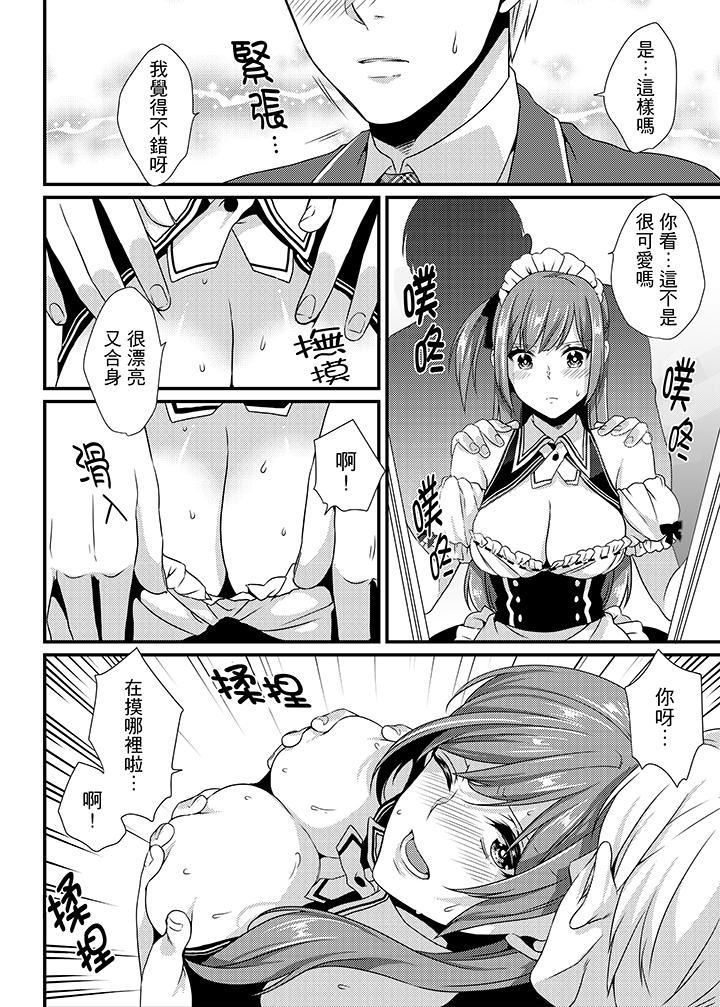 是…這樣嗎
緊張…
我覺得不錯呀
你看…這不是
很可愛嗎
噗咚
噗咚
噗咚
噗咚
撫摸
很漂亮
又合身
啊！
滑入
你呀…
揉捏
在摸哪裡啦…
啊！
揉捏